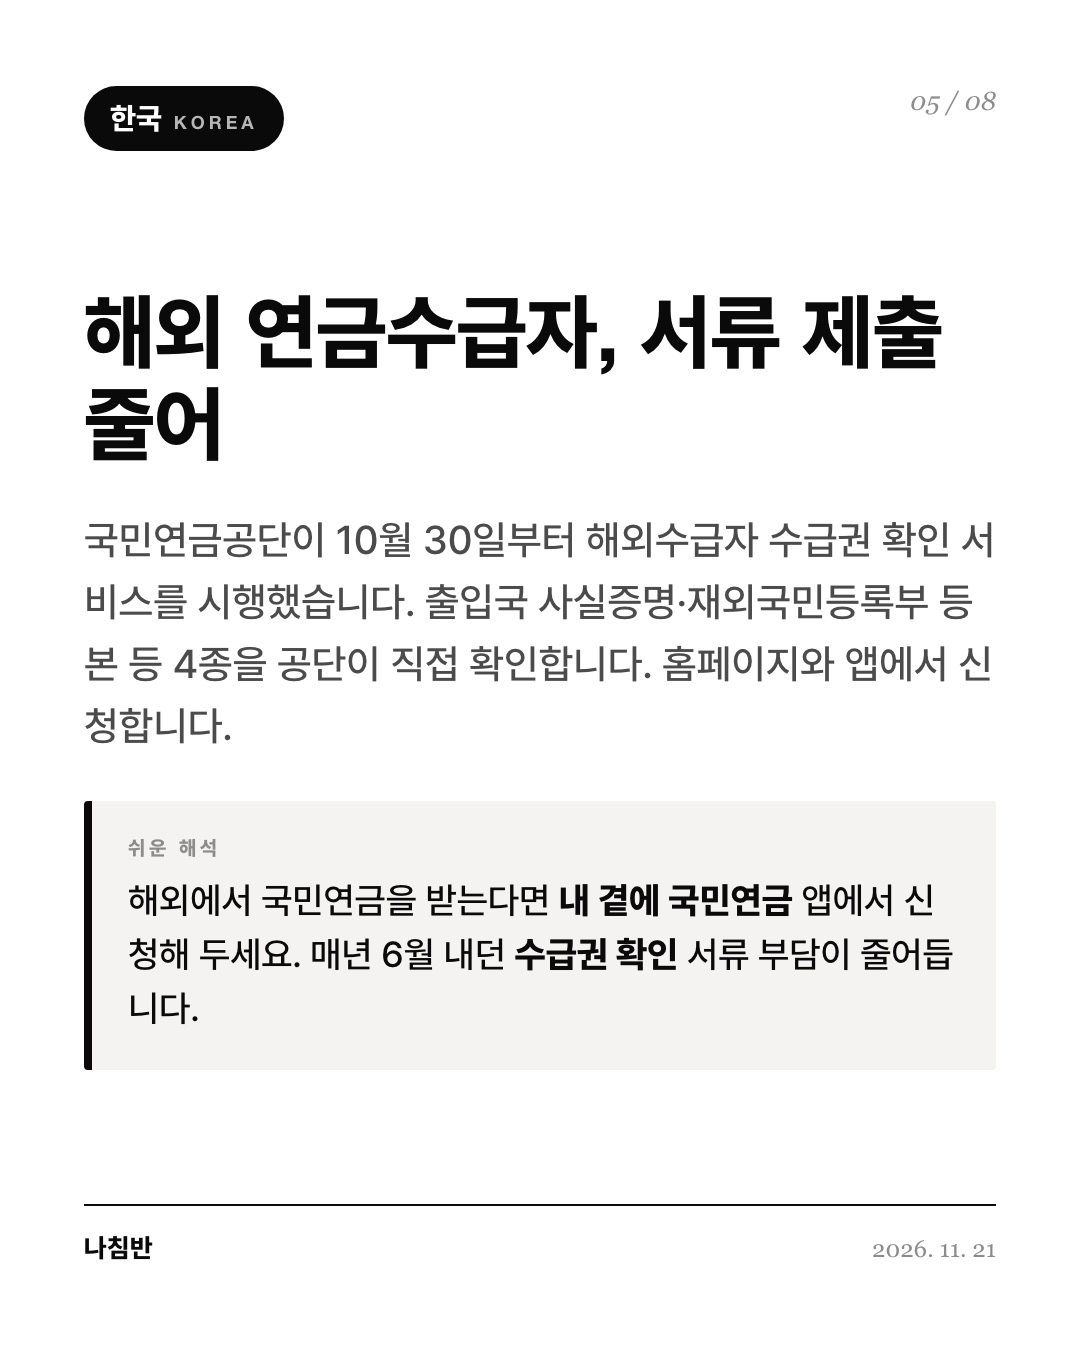 한국 KOREA
05 / 08
해외 연금수급자, 서류 제출
줄어
국민연금공단이 10월 30일부터 해외수급자 수급권 확인 서
비스를 시행했습니다. 출입국 사실증명·재외국민등록부 등
본 등 4종을 공단이 직접 확인합니다. 홈페이지와 앱에서 신
청합니다.
쉬운 해석
해외에서 국민연금을 받는다면 내 곁에 국민연금 앱에서 신
청해 두세요. 매년 6월 내던 수급권 확인 서류 부담이 줄어듭
니다.
나침반
2026. 11. 21